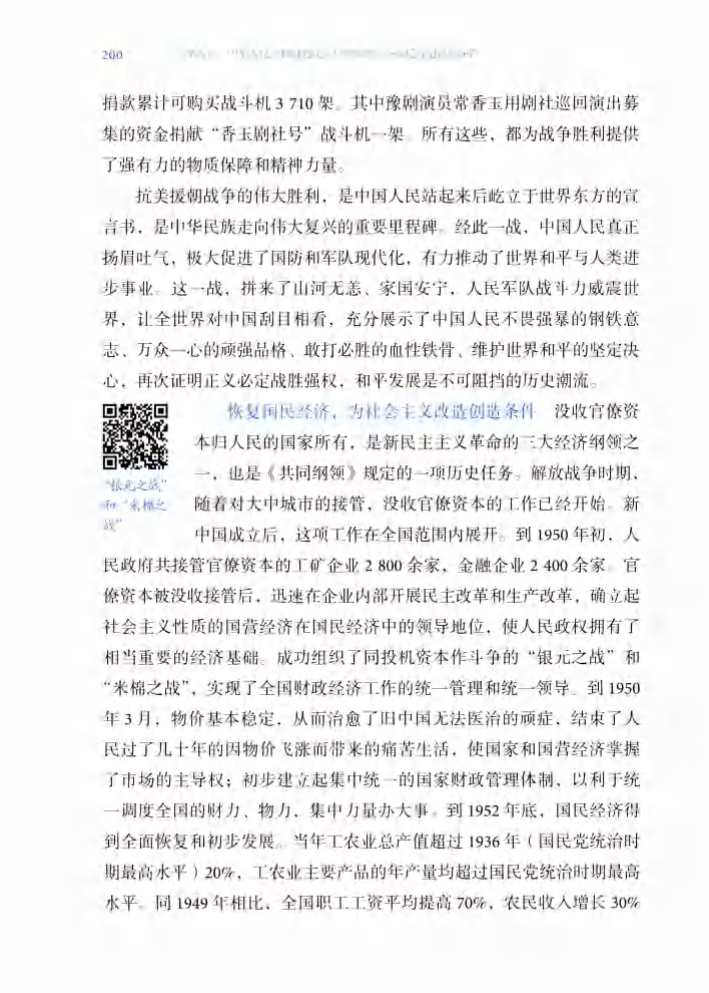 200
捐款累计可购买战斗机 3 710 架。其中豫剧演员常香玉用剧社巡回演出募
集的资金捐献“香玉剧社号”战斗机一架。所有这些，都为战争胜利提供
了强有力的物质保障和精神力量。
抗美援朝战争的伟大胜利，是中国人民站起来后屹立于世界东方的宣
言书，是中华民族走向伟大复兴的重要里程碑。经此一战，中国人民真正
扬眉吐气，极大促进了国防和军队现代化，有力推动了世界和平与人类进
步事业。这一战，拼来了山河无恙、家国安宁，人民军队战斗力威震世
界，让全世界对中国刮目相看，充分展示了中国人民不畏强暴的钢铁意
志、万众一心的顽强品格、敢打必胜的血性铁骨、维护世界和平的坚定决
心，再次证明正义必定战胜强权，和平发展是不可阻挡的历史潮流。
恢复国民经济，为社会主义改造创造条件 没收官僚资
本归人民的国家所有，是新民主主义革命的三大经济纲领之
一，也是《共同纲领》规定的一项历史任务。解放战争时期，
随着对大中城市的接管，没收官僚资本的工作已经开始。新
中国成立后，这项工作在全国范围内展开。到 1950 年初，人
“银元之战”
和“米棉之
战”
民政府共接管官僚资本的工矿企业 2 800 余家，金融企业 2 400 余家。官
僚资本被没收接管后，迅速在企业内部开展民主改革和生产改革，确立起
社会主义性质的国营经济在国民经济中的领导地位，使人民政权拥有了
相当重要的经济基础。成功组织了同投机资本作斗争的“银元之战”和
“米棉之战”，实现了全国财政经济工作的统一管理和统一领导。到 1950
年 3 月，物价基本稳定，从而治愈了旧中国无法医治的顽症，结束了人
民过了几十年的因物价飞涨而带来的痛苦生活，使国家和国营经济掌握
了市场的主导权；初步建立起集中统一的国家财政管理体制，以利于统
一调度全国的财力、物力，集中力量办大事。到 1952 年底，国民经济得
到全面恢复和初步发展。当年工农业总产值超过 1936 年（国民党统治时
期最高水平）20%，工农业主要产品的年产量均超过国民党统治时期最高
水平。同 1949 年相比，全国职工工资平均提高 70%，农民收入增长 30%